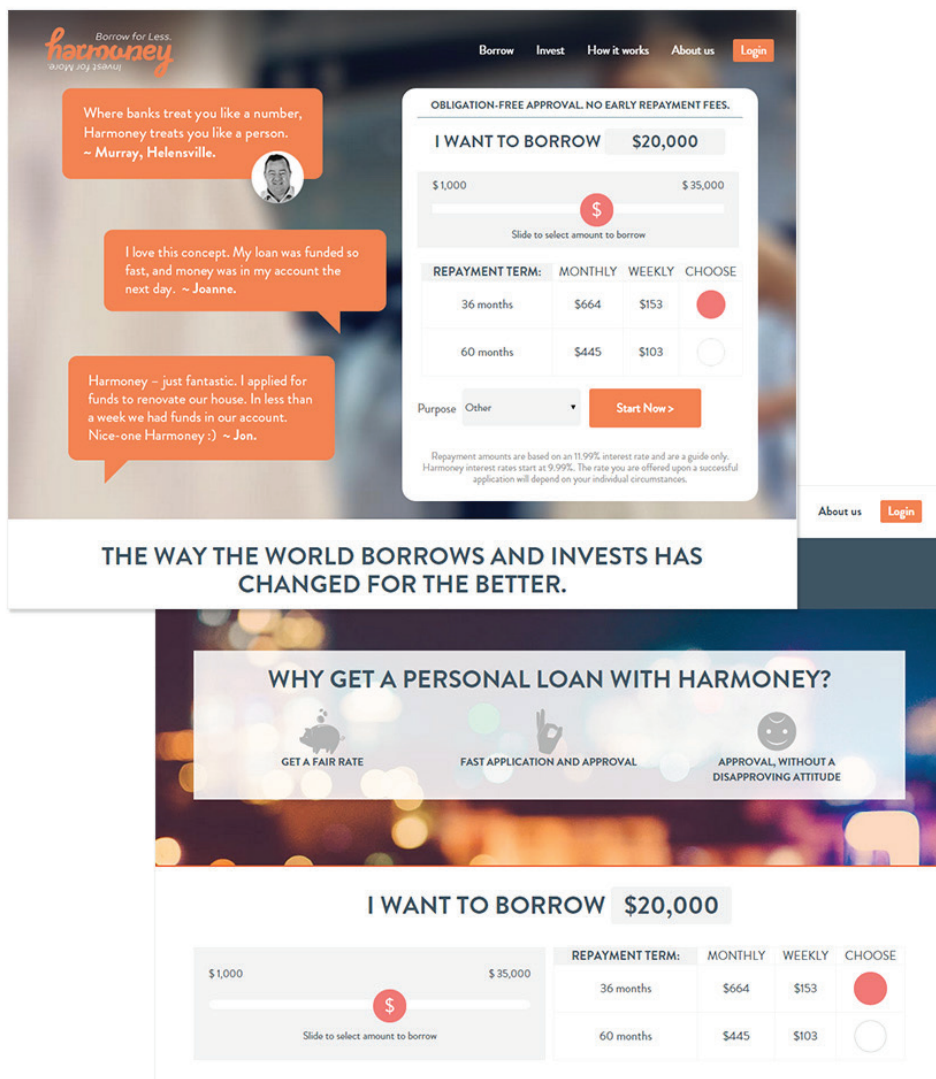 Borrow for Less.
harmoney
Invest for More.
Borrow
Invest
How it works
About us
Login
Where banks treat you like a number,
Harmoney treats you like a person.
~ Murray, Helensville.
I love this concept. My loan was funded so
fast, and money was in my account the
next day. ~ Joanne.
Harmoney – just fantastic. I applied for
funds to renovate our house. In less than
a week we had funds in our account.
Nice-one Harmoney :) ~ Jon.
OBLIGATION-FREE APPROVAL. NO EARLY REPAYMENT FEES.
I WANT TO BORROW $20,000
$1,000 $35,000
$
Slide to select amount to borrow
REPAYMENT TERM: MONTHLY WEEKLY CHOOSE
36 months $664 $153
60 months $445 $103
Purpose Other Start Now >
Repayment amounts are based on an 11.99% interest rate and are a guide only.
Harmoney interest rates start at 9.99%. The rate you are offered upon a successful
application will depend on your individual circumstances.
THE WAY THE WORLD BORROWS AND INVESTS HAS
CHANGED FOR THE BETTER.
About us Login
WHY GET A PERSONAL LOAN WITH HARMONEY?
GET A FAIR RATE
FAST APPLICATION AND APPROVAL
APPROVAL, WITHOUT A
DISAPPROVING ATTITUDE
I WANT TO BORROW $20,000
$1,000 $35,000
$
Slide to select amount to borrow
REPAYMENT TERM: MONTHLY WEEKLY CHOOSE
36 months $664 $153
60 months $445 $103